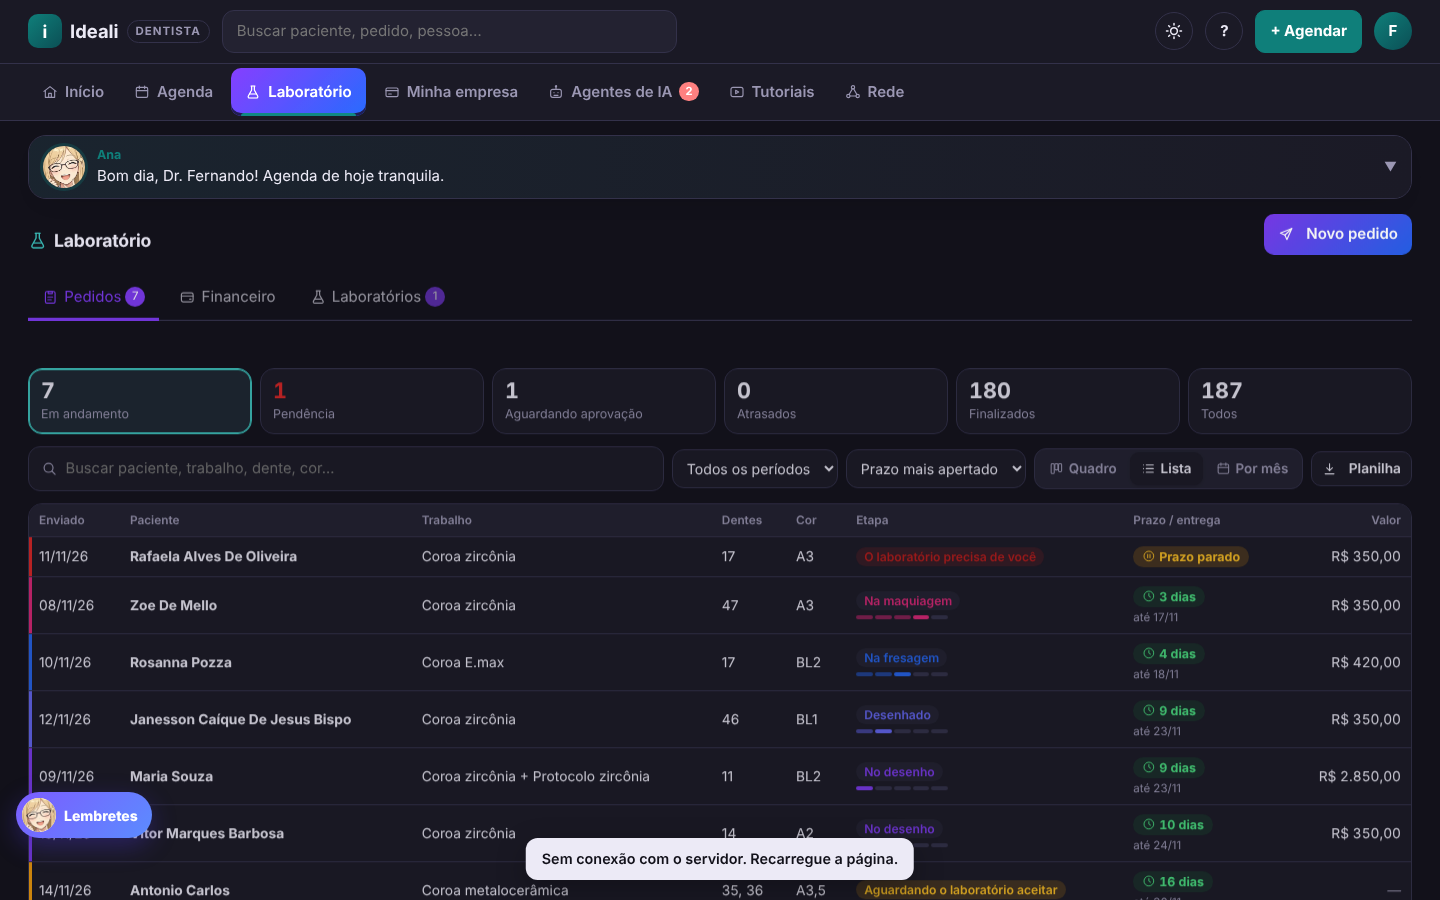 i Ideali DENTISTA Buscar paciente, pedido, pessoa... ? + Agendar F
Início Agenda Laboratório Minha empresa Agentes de IA 2 Tutoriais Rede
Ana
Bom dia, Dr. Fernando! Agenda de hoje tranquila.
Laboratório Novo pedido
Pedidos 7 Financeiro Laboratórios 1
7 1 1 0 180 187
Em andamento Pendência Aguardando aprovação Atrasados Finalizados Todos
Buscar paciente, trabalho, dente, cor... Todos os períodos Prazo mais apertado Quadro Lista Por mês Planilha
Enviado Paciente Trabalho Dentes Cor Etapa Prazo / entrega Valor
11/11/26 Rafaela Alves De Oliveira Coroa zircônia 17 A3 O laboratório precisa de você Prazo parado R$ 350,00
08/11/26 Zoe De Mello Coroa zircônia 47 A3 Na maquiagem 3 dias R$ 350,00
até 17/11
10/11/26 Rosanna Pozza Coroa E.max 17 BL2 Na fresagem 4 dias R$ 420,00
até 18/11
12/11/26 Janesson Caíque De Jesus Bispo Coroa zircônia 46 BL1 Desenhado 9 dias R$ 350,00
até 23/11
09/11/26 Maria Souza Coroa zircônia + Protocolo zircônia 11 BL2 No desenho 9 dias R$ 2.850,00
até 23/11
Lembretes
Marques Barbosa Coroa zircônia 14 A2 No desenho 10 dias R$ 350,00
até 24/11
Sem conexão com o servidor. Recarregue a página.
14/11/26 Antonio Carlos Coroa metalocerâmica 35, 36 A3,5 Aguardando o laboratório aceitar 16 dias —